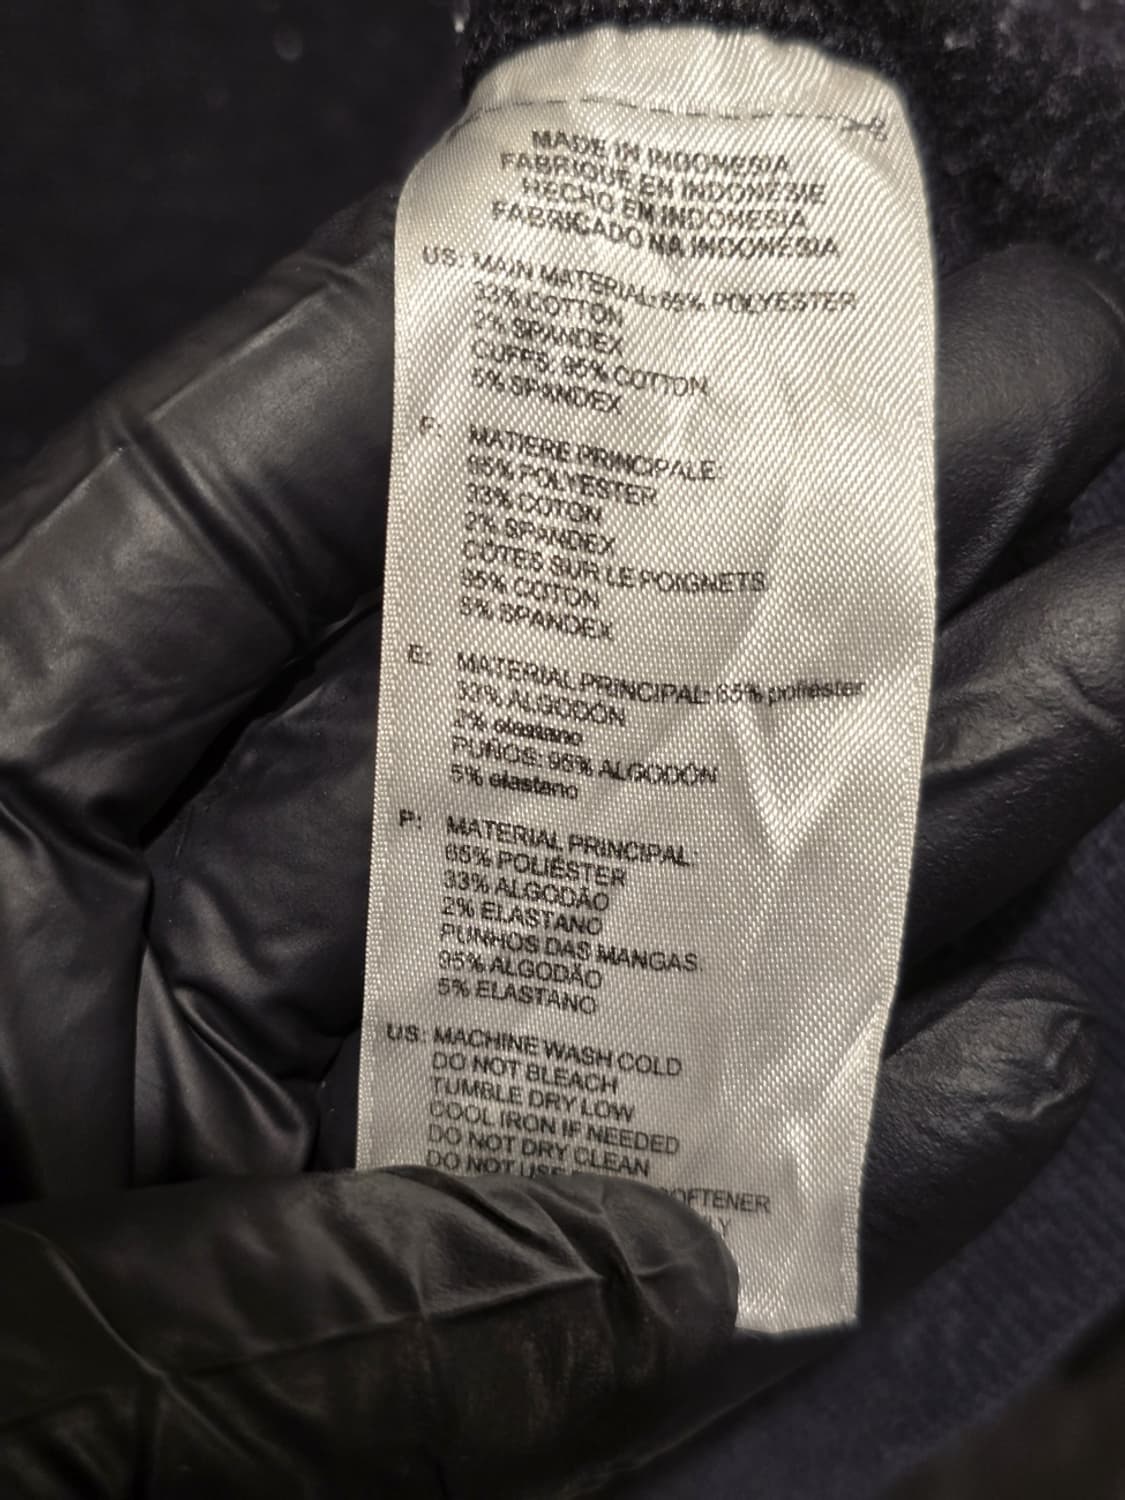 MADE IN INDONESIA
FABRIQUE EN INDONESIE
HECHO EN INDONESIA
FABRICADO NA INDONÉSIA
US: MAIN MATERIAL: 65% POLYESTER
33% COTTON
2% SPANDEX
CUFFS: 95% COTTON
5% SPANDEX
F: MATIERE PRINCIPALE:
65% POLYESTER
33% COTON
2% SPANDEX
COTES SUR LE POIGNETS
95% COTON
5% SPANDEX
E: MATERIAL PRINCIPAL: 65% poliéster
33% ALGODÓN
2% elastano
PUÑOS: 95% ALGODÓN
5% elastano
P: MATERIAL PRINCIPAL:
65% POLIÉSTER
33% ALGODÃO
2% ELASTANO
PUNHOS DAS MANGAS:
95% ALGODÃO
5% ELASTANO
US: MACHINE WASH COLD
DO NOT BLEACH
TUMBLE DRY LOW
COOL IRON IF NEEDED
DO NOT DRY CLEAN
DO NOT USE OFTENER
LY